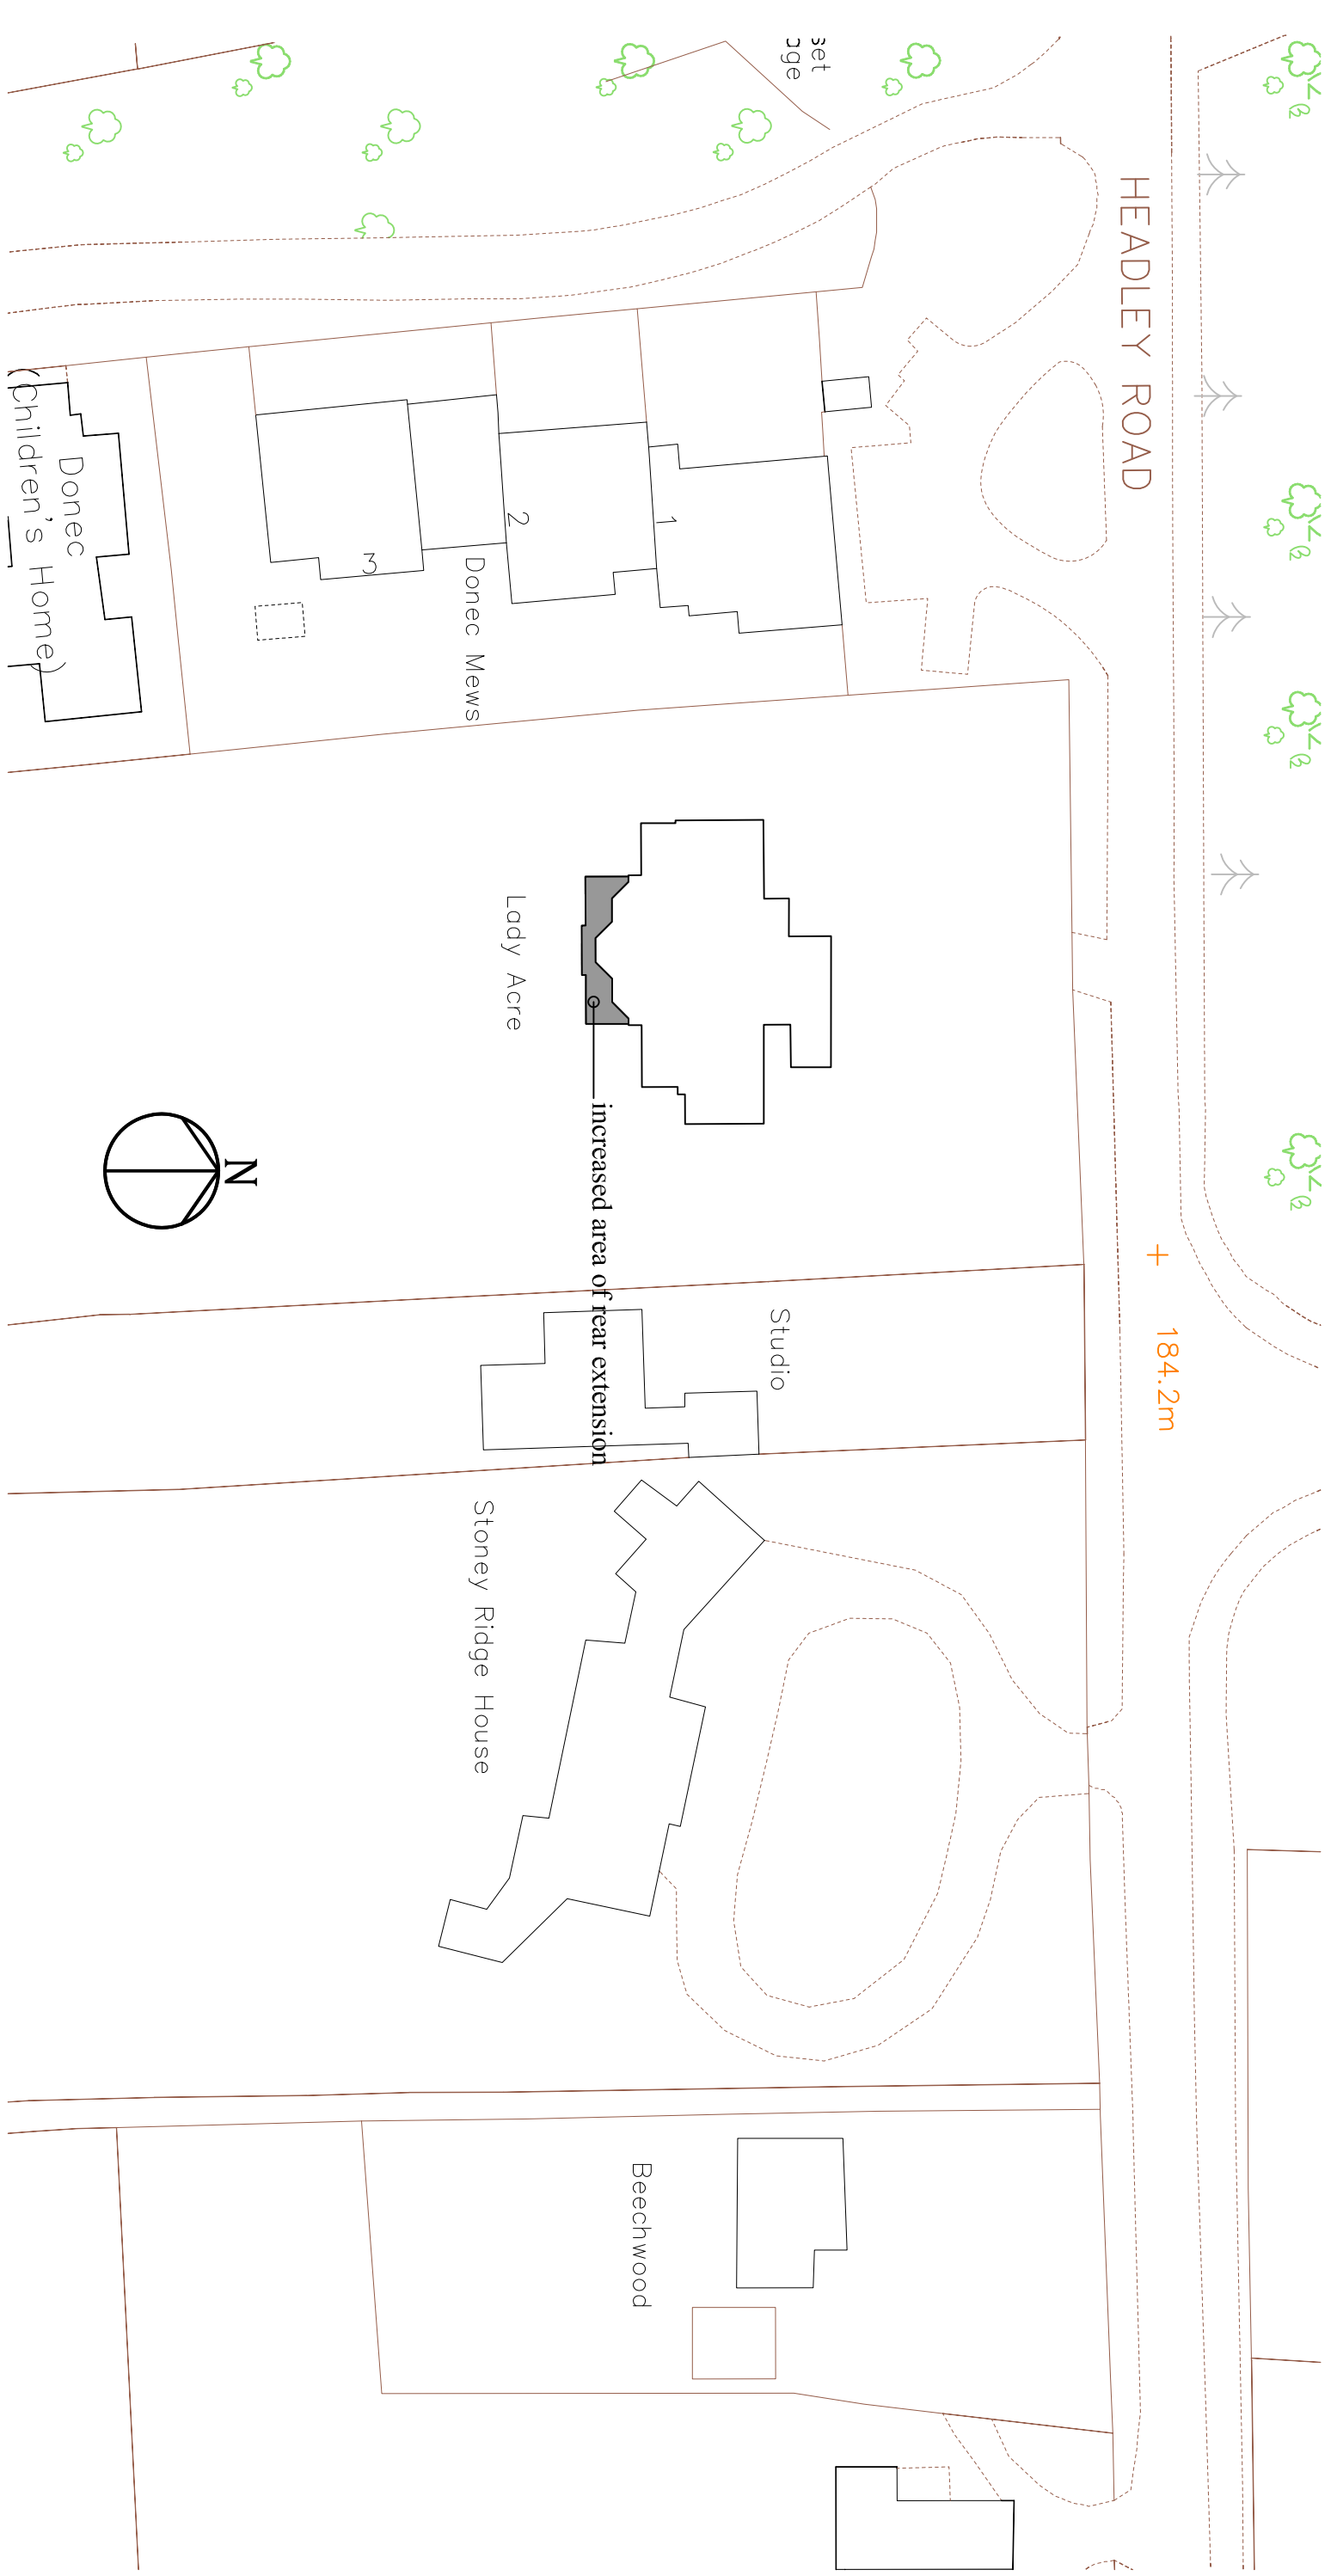 HEADLEY ROAD
Donec
(Children's Home)
3
2
1
Donec Mews
Lady Acre
increased area of rear extension
N
Studio
184.2m
Stoney Ridge House
Beechwood